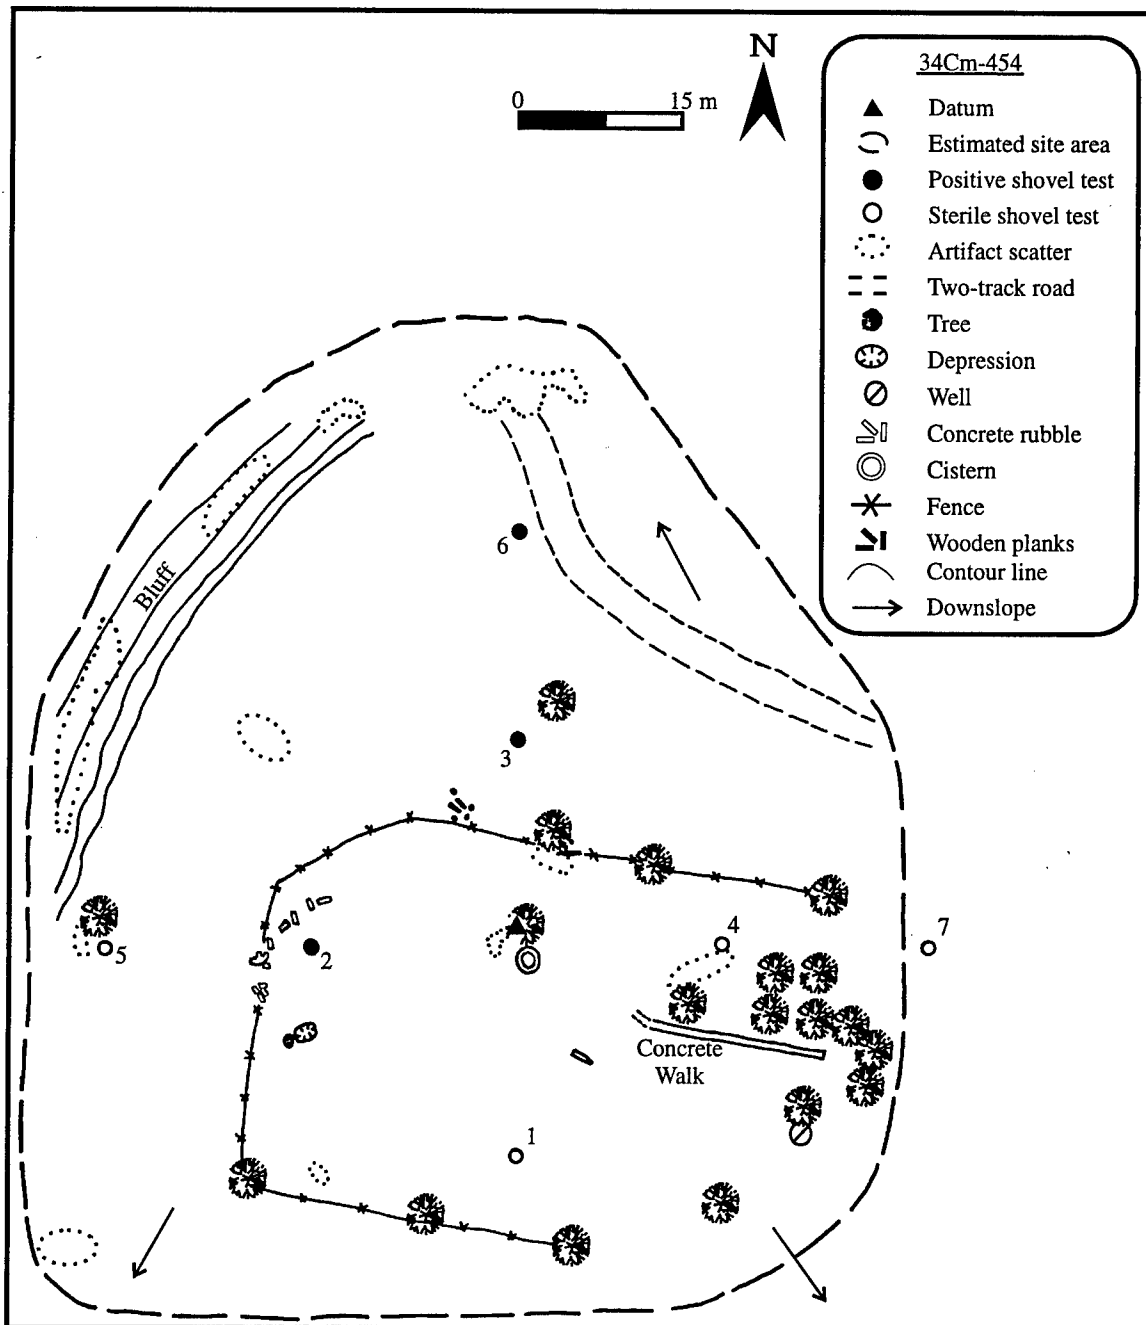 N
0 15 m
34Cm-454
Datum
Estimated site area
Positive shovel test
Sterile shovel test
Artifact scatter
Two-track road
Tree
Depression
Well
Concrete rubble
Cistern
Fence
Wooden planks
Contour line
Downslope
6
Bluff
3
4
7
5
2
Concrete
Walk
1